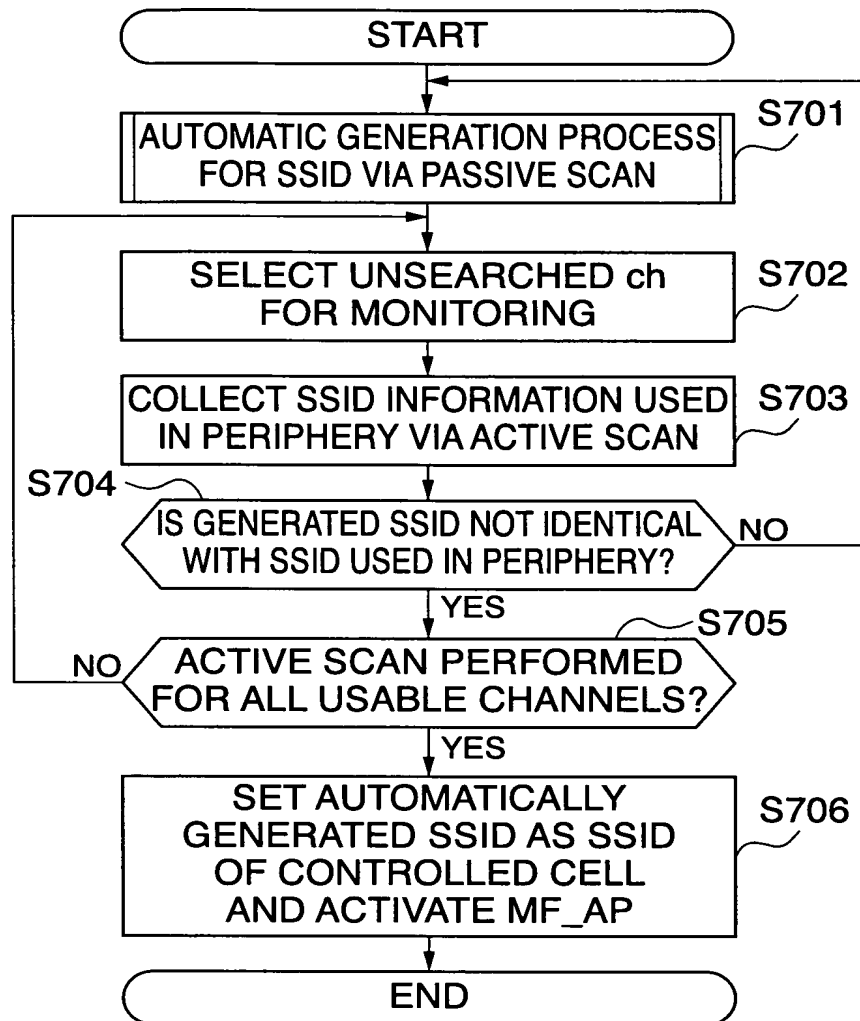 START
AUTOMATIC GENERATION PROCESS
FOR SSID VIA PASSIVE SCAN
S701
SELECT UNSEARCHED ch
FOR MONITORING
S702
COLLECT SSID INFORMATION USED
IN PERIPHERY VIA ACTIVE SCAN
S703
S704
IS GENERATED SSID NOT IDENTICAL
WITH SSID USED IN PERIPHERY?
NO
YES
S705
NO
ACTIVE SCAN PERFORMED
FOR ALL USABLE CHANNELS?
YES
SET AUTOMATICALLY
GENERATED SSID AS SSID
OF CONTROLLED CELL
AND ACTIVATE MF_AP
S706
END